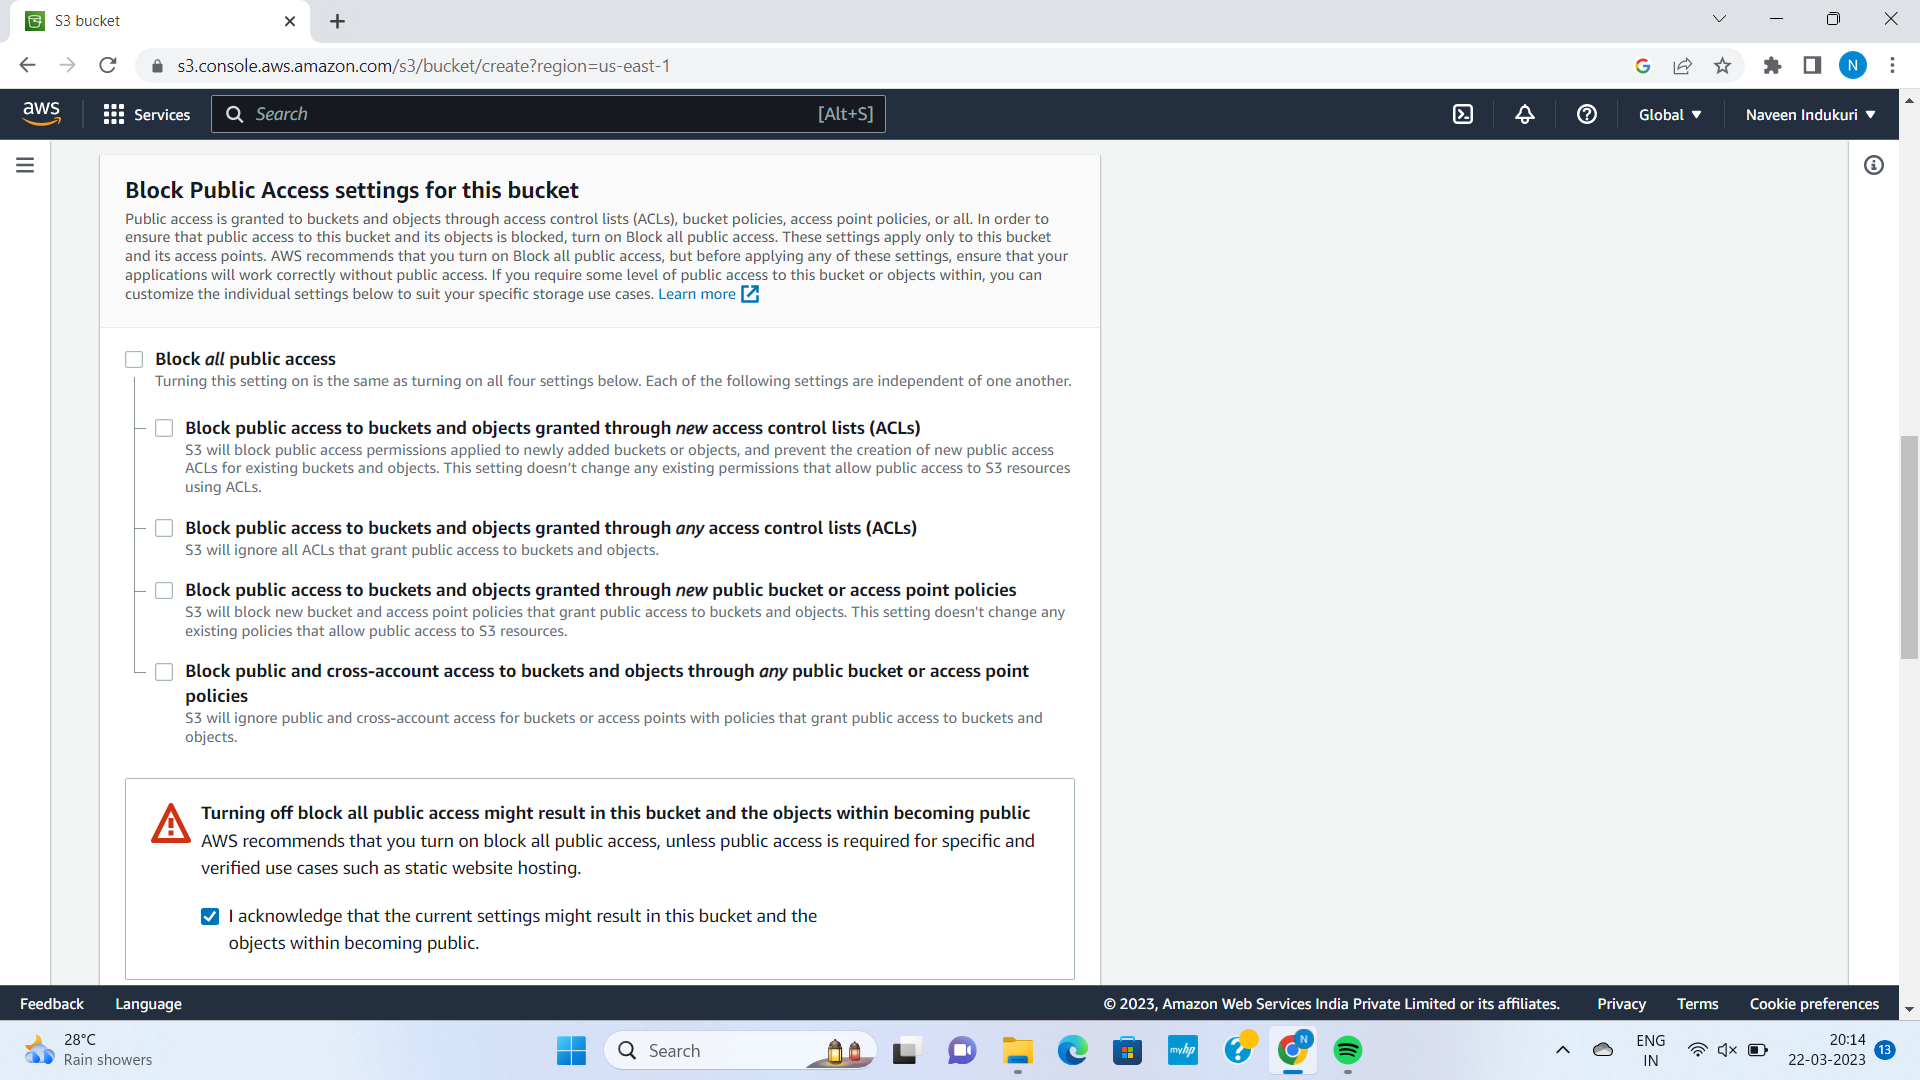 S3 bucket
s3.console.aws.amazon.com/s3/bucket/create?region=us-east-1
N
aws
Services
Search
[Alt+S]
Global
Naveen Indukuri
Block Public Access settings for this bucket
Public access is granted to buckets and objects through access control lists (ACLs), bucket policies, access point policies, or all. In order to
ensure that public access to this bucket and its objects is blocked, turn on Block all public access. These settings apply only to this bucket
and its access points. AWS recommends that you turn on Block all public access, but before applying any of these settings, ensure that your
applications will work correctly without public access. If you require some level of public access to this bucket or objects within, you can
customize the individual settings below to suit your specific storage use cases. Learn more
Block all public access
Turning this setting on is the same as turning on all four settings below. Each of the following settings are independent of one another.
Block public access to buckets and objects granted through new access control lists (ACLs)
S3 will block public access permissions applied to newly added buckets or objects, and prevent the creation of new public access
ACLs for existing buckets and objects. This setting doesn't change any existing permissions that allow public access to S3 resources
using ACLs.
Block public access to buckets and objects granted through any access control lists (ACLs)
S3 will ignore all ACLs that grant public access to buckets and objects.
Block public access to buckets and objects granted through new public bucket or access point policies
S3 will block new bucket and access point policies that grant public access to buckets and objects. This setting doesn't change any
existing policies that allow public access to S3 resources.
Block public and cross-account access to buckets and objects through any public bucket or access point
policies
S3 will ignore public and cross-account access for buckets or access points with policies that grant public access to buckets and
objects.
Turning off block all public access might result in this bucket and the objects within becoming public
AWS recommends that you turn on block all public access, unless public access is required for specific and
verified use cases such as static website hosting.
I acknowledge that the current settings might result in this bucket and the
objects within becoming public.
Feedback
Language
© 2023, Amazon Web Services India Private Limited or its affiliates.
Privacy
Terms
Cookie preferences
28°C
Rain showers
Search
myhp
N
ENG
IN
20:14
22-03-2023
13